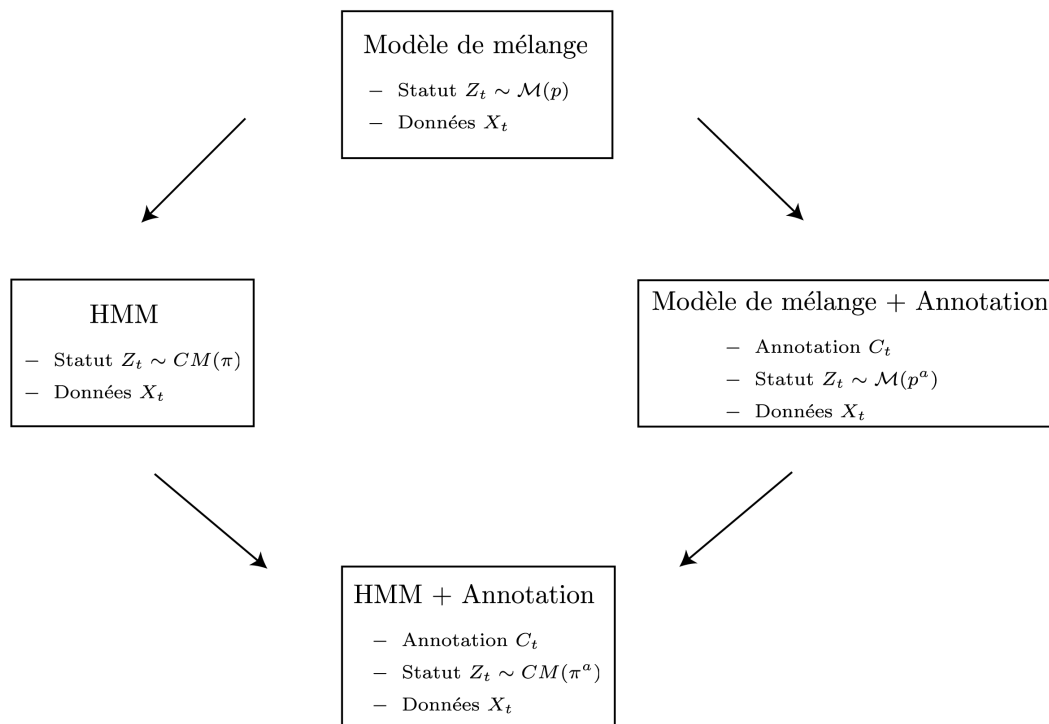 Modèle de mélange
– Statut Z_t ∼ ℳ(p)
– Données X_t
HMM
– Statut Z_t ∼ CM(π)
– Données X_t
Modèle de mélange + Annotation
– Annotation C_t
– Statut Z_t ∼ ℳ(p^a)
– Données X_t
HMM + Annotation
– Annotation C_t
– Statut Z_t ∼ CM(π^a)
– Données X_t